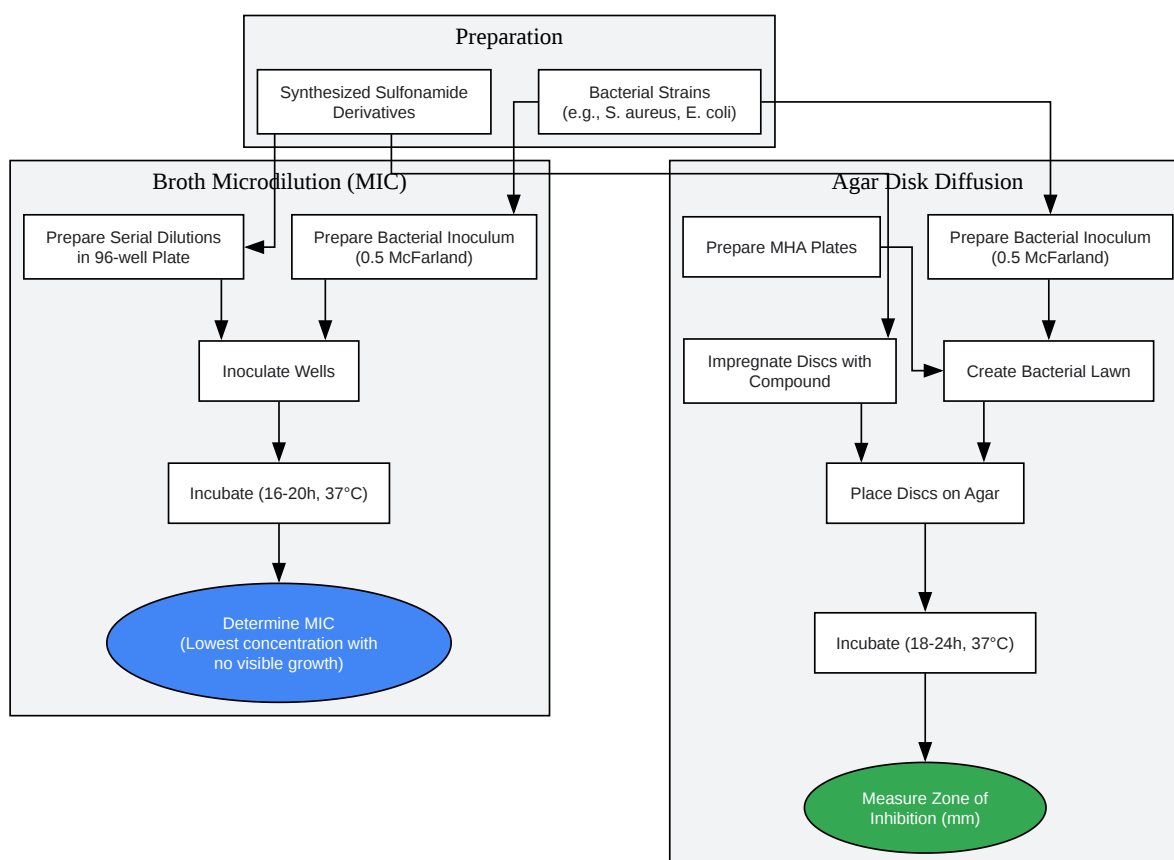 Preparation
Synthesized Sulfonamide
Derivatives
Bacterial Strains
(e.g., S. aureus, E. coli)
Broth Microdilution (MIC)
Prepare Serial Dilutions
in 96-well Plate
Prepare Bacterial Inoculum
(0.5 McFarland)
Inoculate Wells
Incubate (16-20h, 37°C)
Determine MIC
(Lowest concentration with
no visible growth)
Agar Disk Diffusion
Prepare MHA Plates
Prepare Bacterial Inoculum
(0.5 McFarland)
Impregnate Discs with
Compound
Create Bacterial Lawn
Place Discs on Agar
Incubate (18-24h, 37°C)
Measure Zone of
Inhibition (mm)